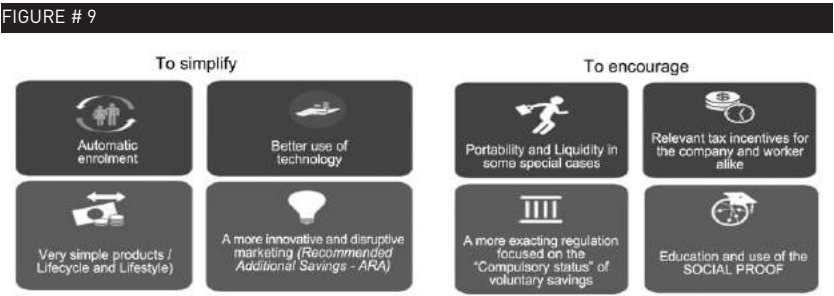 FIGURE # 9
To simplify
Automatic
enrolment
Better use of
technology
Very simple products /
Lifecycle and Lifestyle)
A more innovative and disruptive
marketing (Recommended
Additional Savings - ARA)
To encourage
Portability and Liquidity in
some special cases
Relevant tax incentives for
the company and worker
alike
A more exacting regulation
focused on the
"Compulsory status" of
voluntary savings
Education and use of the
SOCIAL PROOF